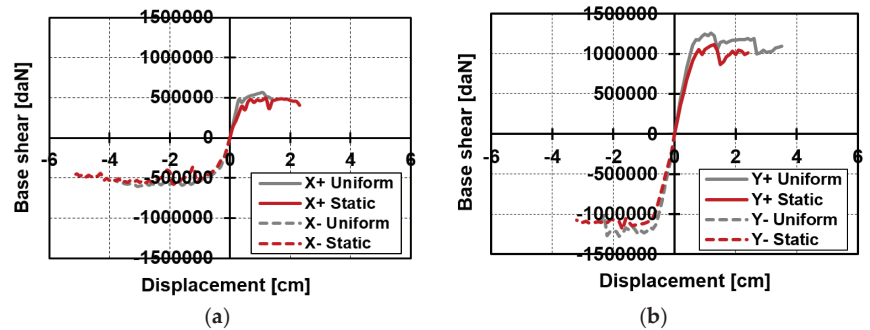 1500000
1000000
500000
0
-500000
-1000000
-1500000
-6 -4 -2 0 2 4 6
Base shear [daN]
Displacement [cm]
X+ Uniform
X+ Static
X- Uniform
X- Static
(a)
1500000
1000000
500000
0
-500000
-1000000
-1500000
-6 -4 -2 0 2 4 6
Base shear [daN]
Displacement [cm]
Y+ Uniform
Y+ Static
Y- Uniform
Y- Static
(b)